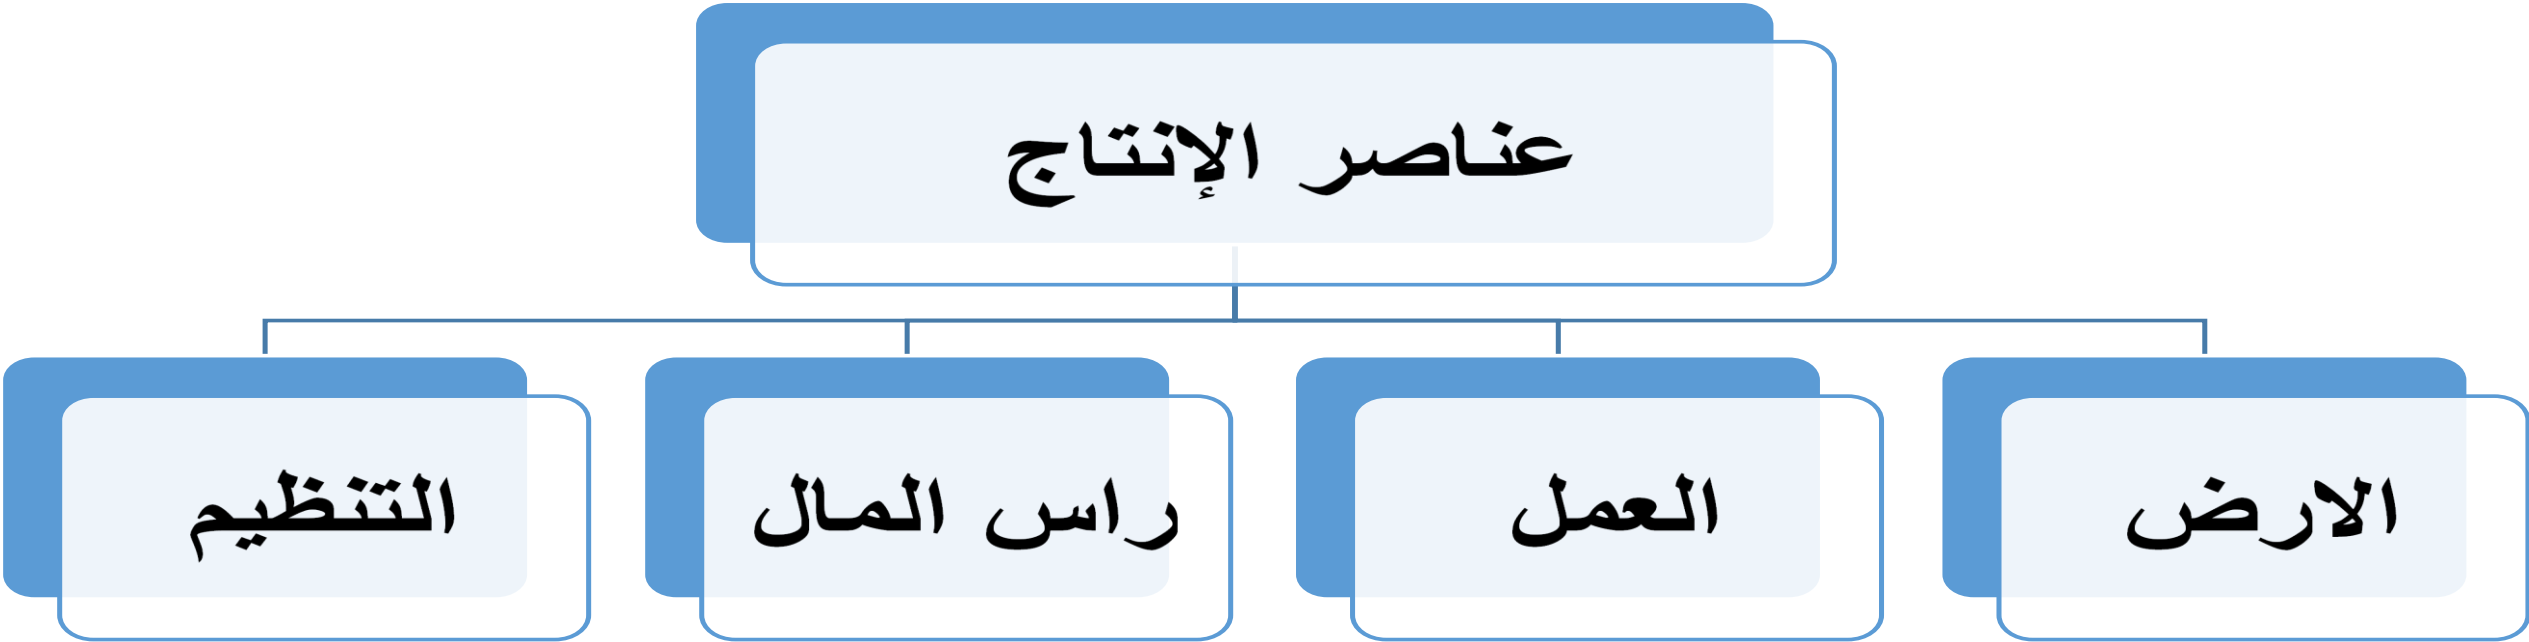 عناصر الإنتاج
الارض
العمل
راس المال
التنظيم